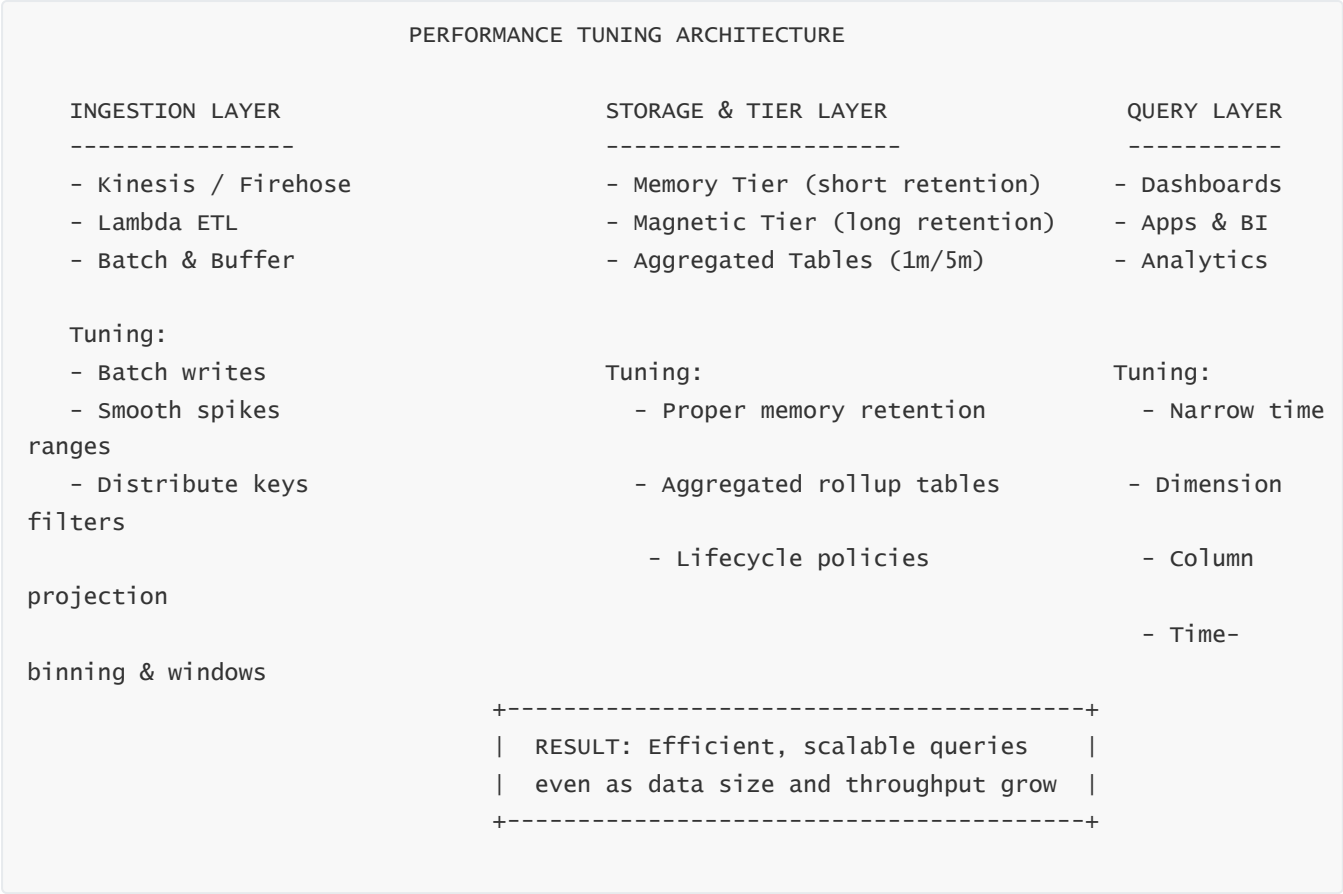 PERFORMANCE TUNING ARCHITECTURE
INGESTION LAYER                       STORAGE & TIER LAYER                 QUERY LAYER
----------------                      ---------------------                -----------
- Kinesis / Firehose                  - Memory Tier (short retention)     - Dashboards
- Lambda ETL                          - Magnetic Tier (long retention)    - Apps & BI
- Batch & Buffer                      - Aggregated Tables (1m/5m)         - Analytics
Tuning:
- Batch writes                        Tuning:                             Tuning:
- Smooth spikes                         - Proper memory retention           - Narrow time
ranges
- Distribute keys                       - Aggregated rollup tables         - Dimension
filters
- Lifecycle policies               - Column
projection
- Time-
binning & windows
+-----------------------------------------+
|  RESULT: Efficient, scalable queries    |
|  even as data size and throughput grow  |
+-----------------------------------------+